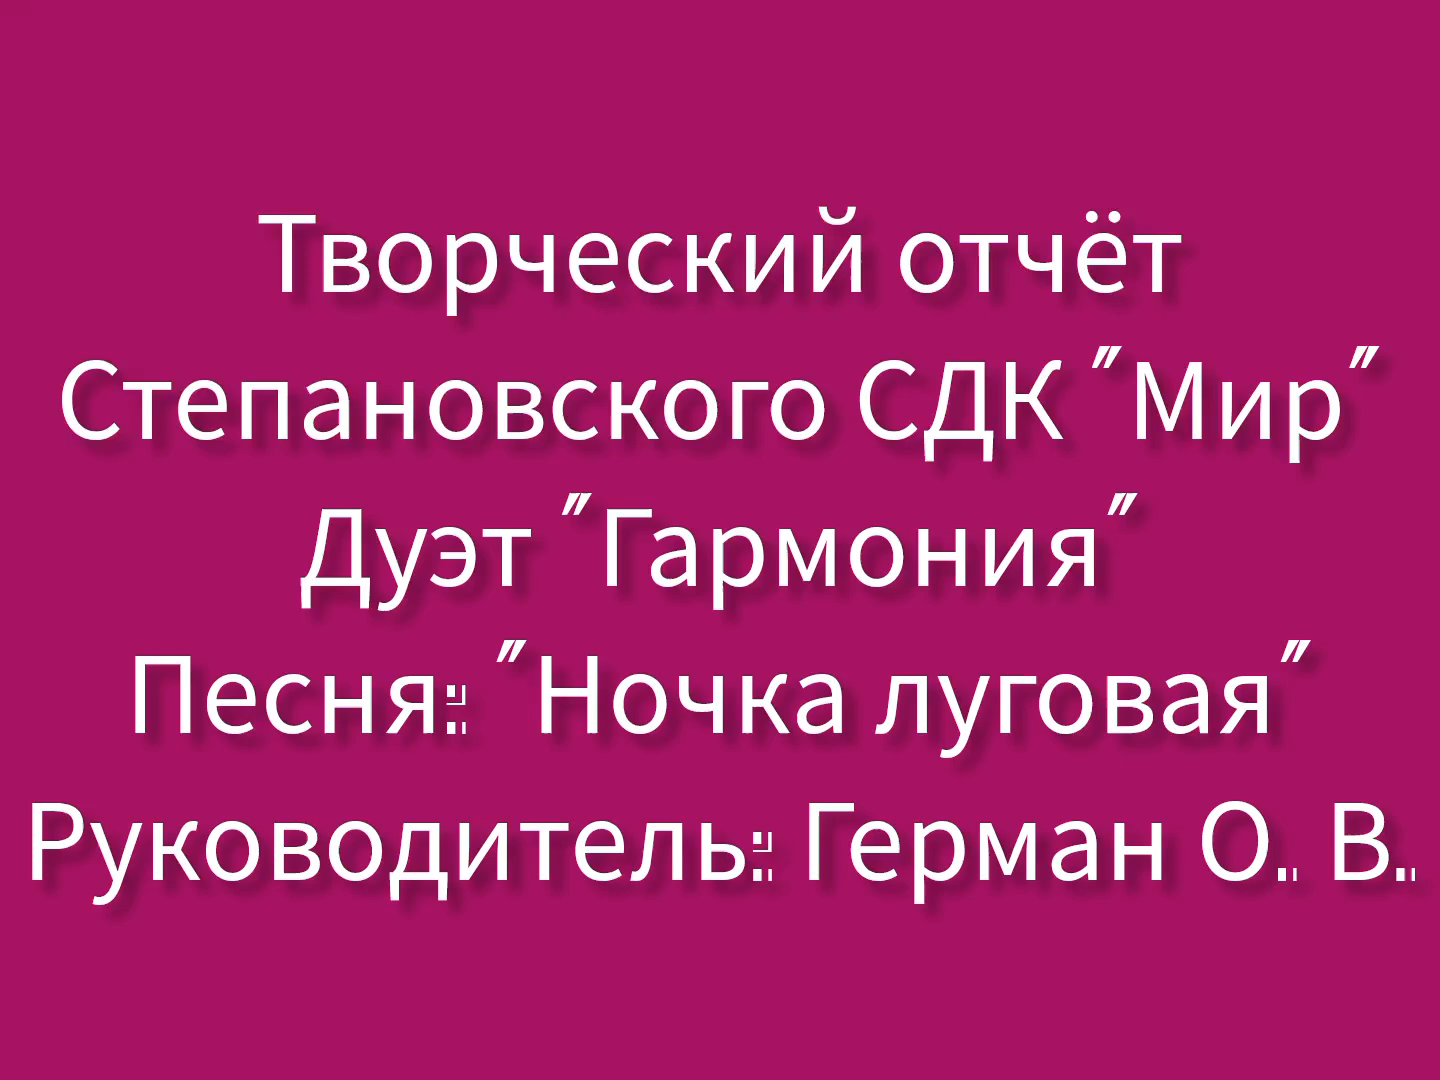 Творческий отчёт
Степановского СДК "Мир"
Дуэт "Гармония"
Песня: "Ночка луговая"
Руководитель: Герман О. В.